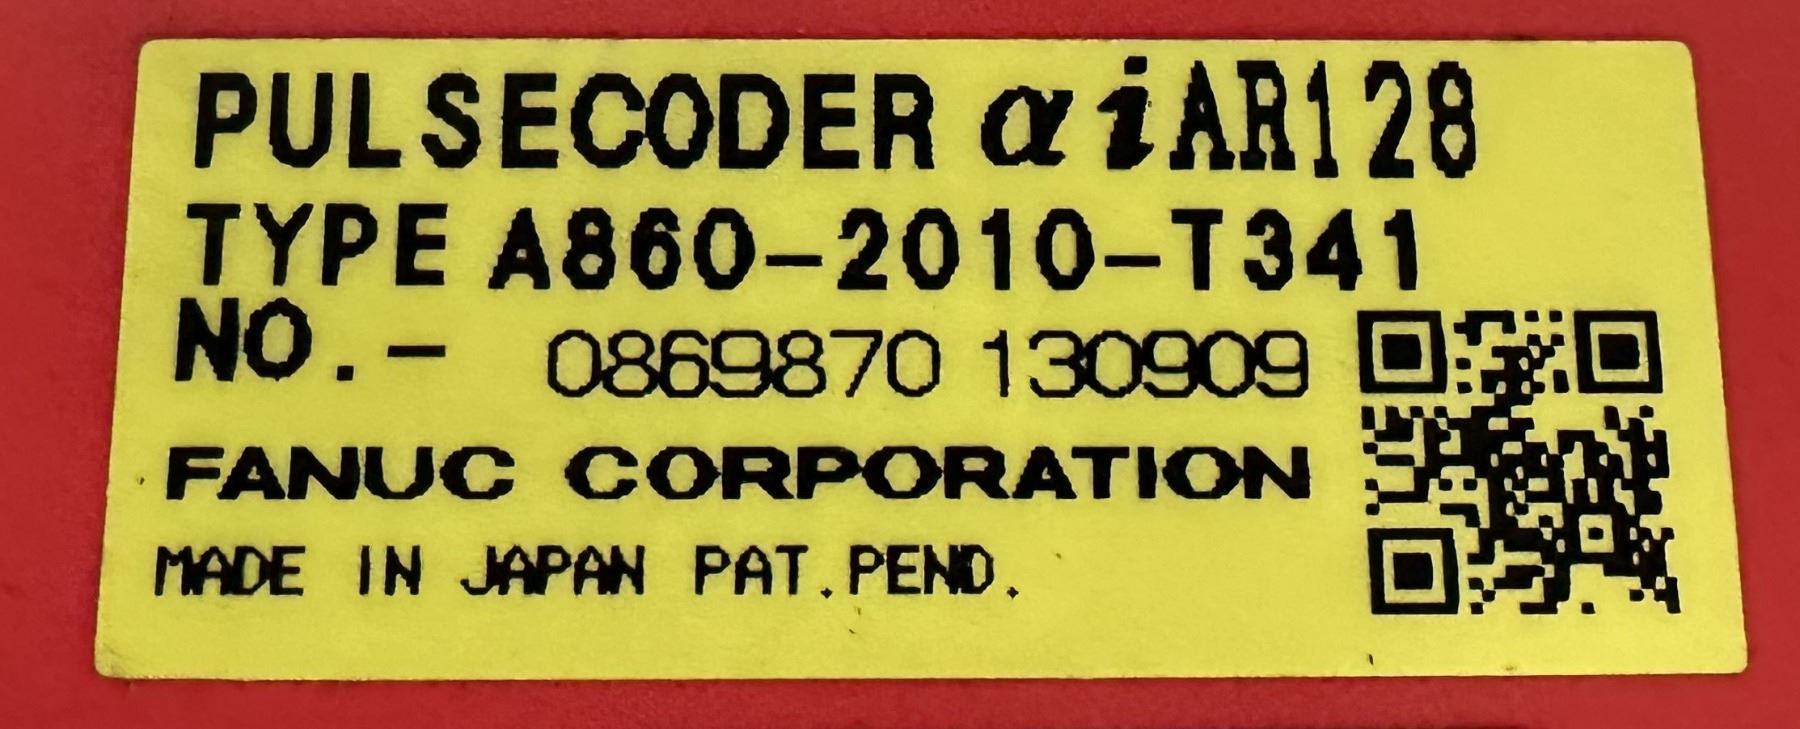 PULSECODER αiAR128
TYPE A860-2010-T341
NO.- 0869870 130909
FANUC CORPORATION
MADE IN JAPAN PAT.PEND.